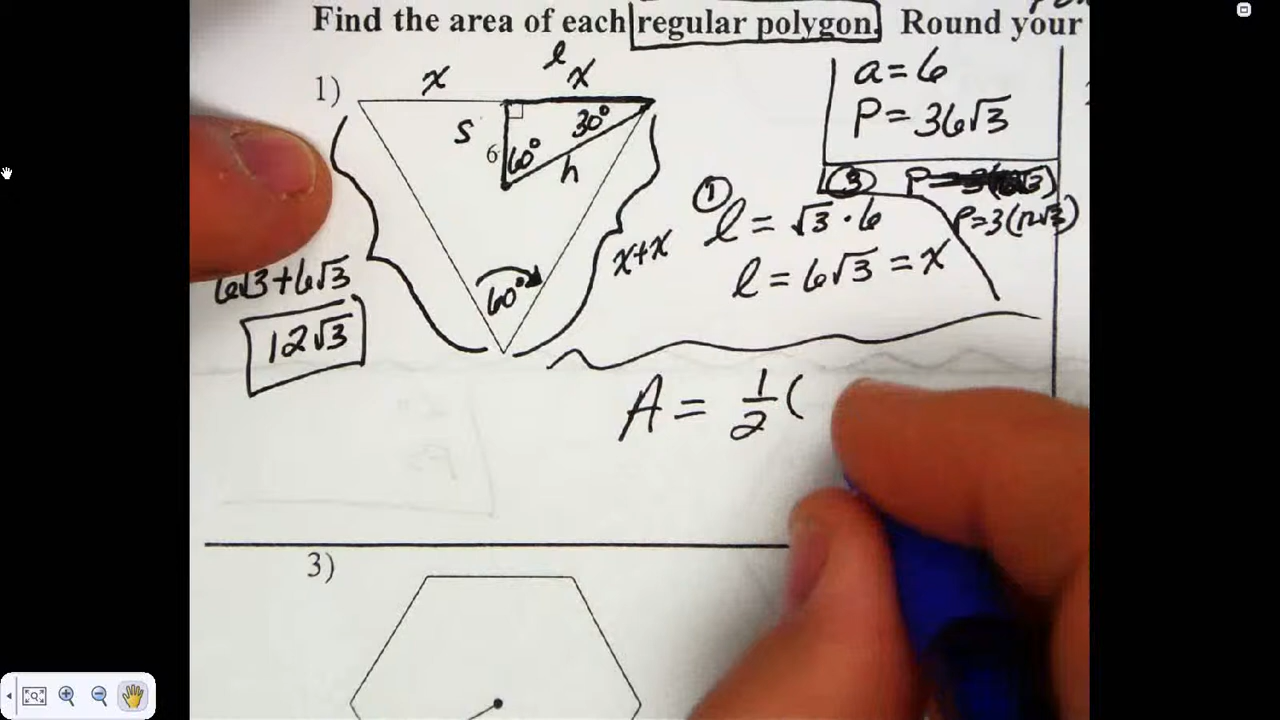 Find the area of each regular polygon. Round your
1)
x
l
x
s
6
60°
30°
h
60°
x+x
6√3+6√3
12√3
a=6
P=36√3
③
P=3(12√3)
①
l = √3·6
l = 6√3 = x
A = 1/2 (
3)